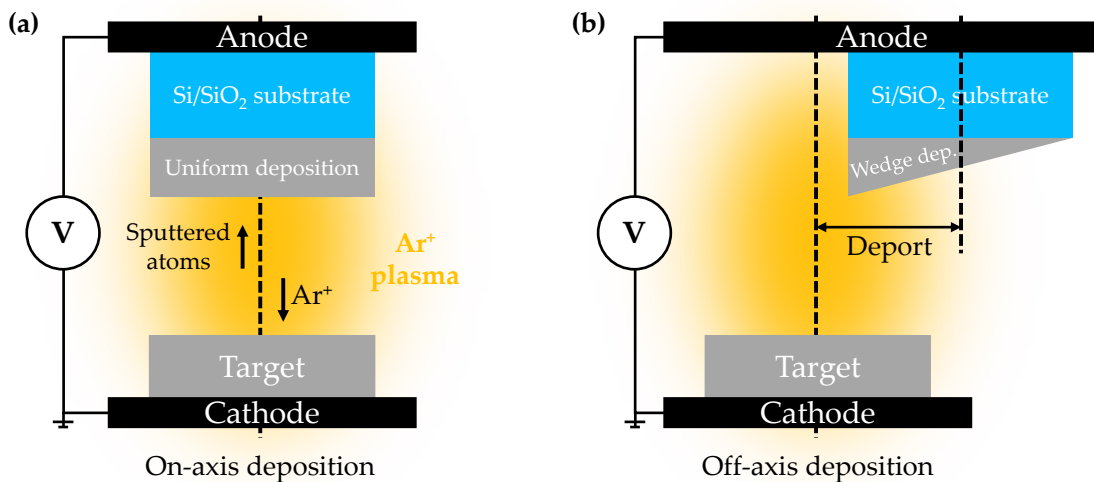 (a)
Anode
Si/SiO₂ substrate
Uniform deposition
V
Sputtered
atoms
Ar⁺
plasma
Ar⁺
Target
Cathode
On-axis deposition
(b)
Anode
Si/SiO₂ substrate
Wedge dep.
V
Deport
Target
Cathode
Off-axis deposition